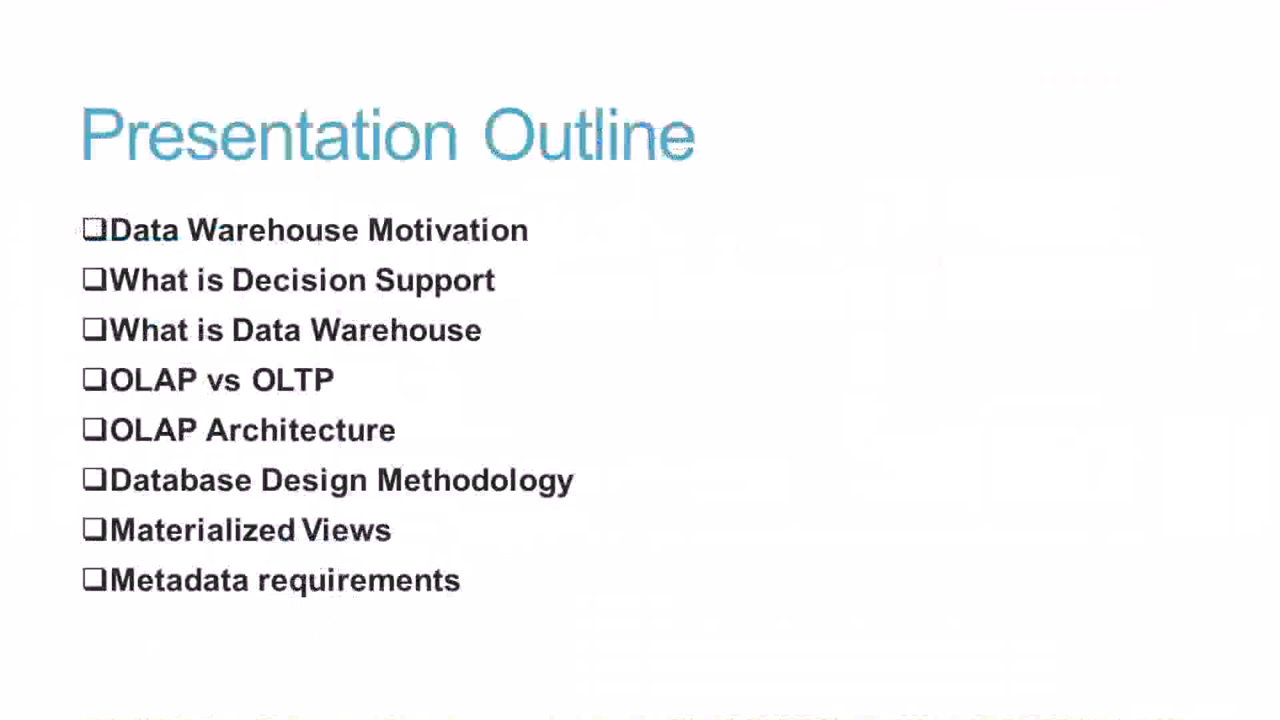 Presentation Outline
❑Data Warehouse Motivation
❑What is Decision Support
❑What is Data Warehouse
❑OLAP vs OLTP
❑OLAP Architecture
❑Database Design Methodology
❑Materialized Views
❑Metadata requirements